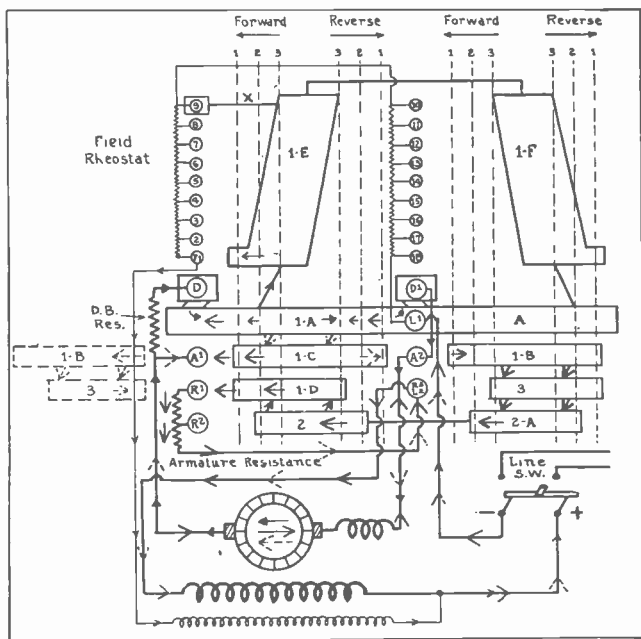 Forward Reverse Forward Reverse
1 2 3 3 2 1 1 2 3 3 2 1
X
9 10
8 11
7 12
6 13
5 14
4 15
3 16
2 17
18
Field
Rheostat
1-E 1-F
D D¹
D.B.
Res.
1-A L¹ A
1-B A¹ 1-C A² 1-B
3 R¹ 1-D 3
R² 2 2-A
Armature Resistance
Line
S.W.
- +